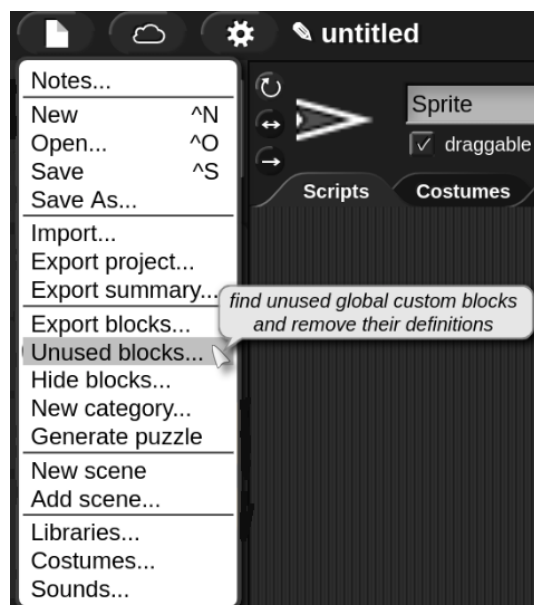 untitled
Notes...
New ^N
Open... ^O
Save ^S
Save As...
Import...
Export project...
Export summary...
Export blocks...
Unused blocks...
Hide blocks...
New category...
Generate puzzle
New scene
Add scene...
Libraries...
Costumes...
Sounds...
Sprite
draggable
Scripts
Costumes
find unused global custom blocks
and remove their definitions